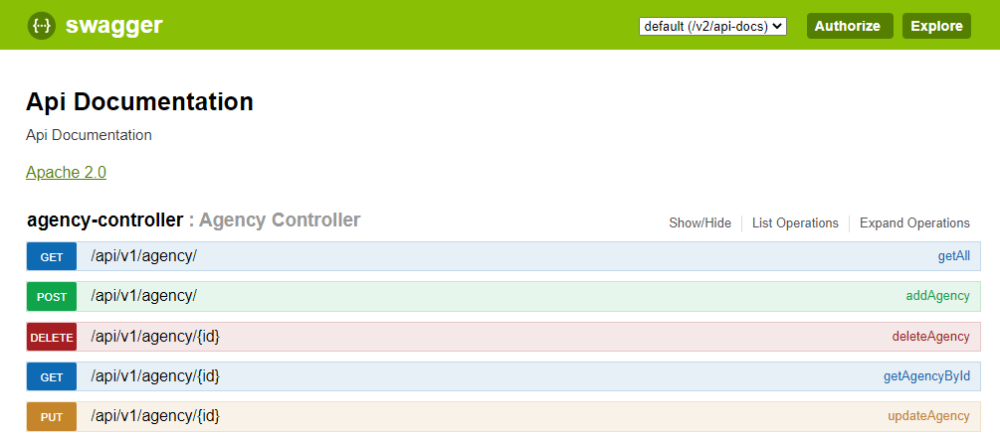 {···} swagger default (/v2/api-docs) Authorize Explore
Api Documentation
Api Documentation
Apache 2.0
agency-controller : Agency Controller Show/Hide List Operations Expand Operations
GET /api/v1/agency/ getAll
POST /api/v1/agency/ addAgency
DELETE /api/v1/agency/{id} deleteAgency
GET /api/v1/agency/{id} getAgencyById
PUT /api/v1/agency/{id} updateAgency